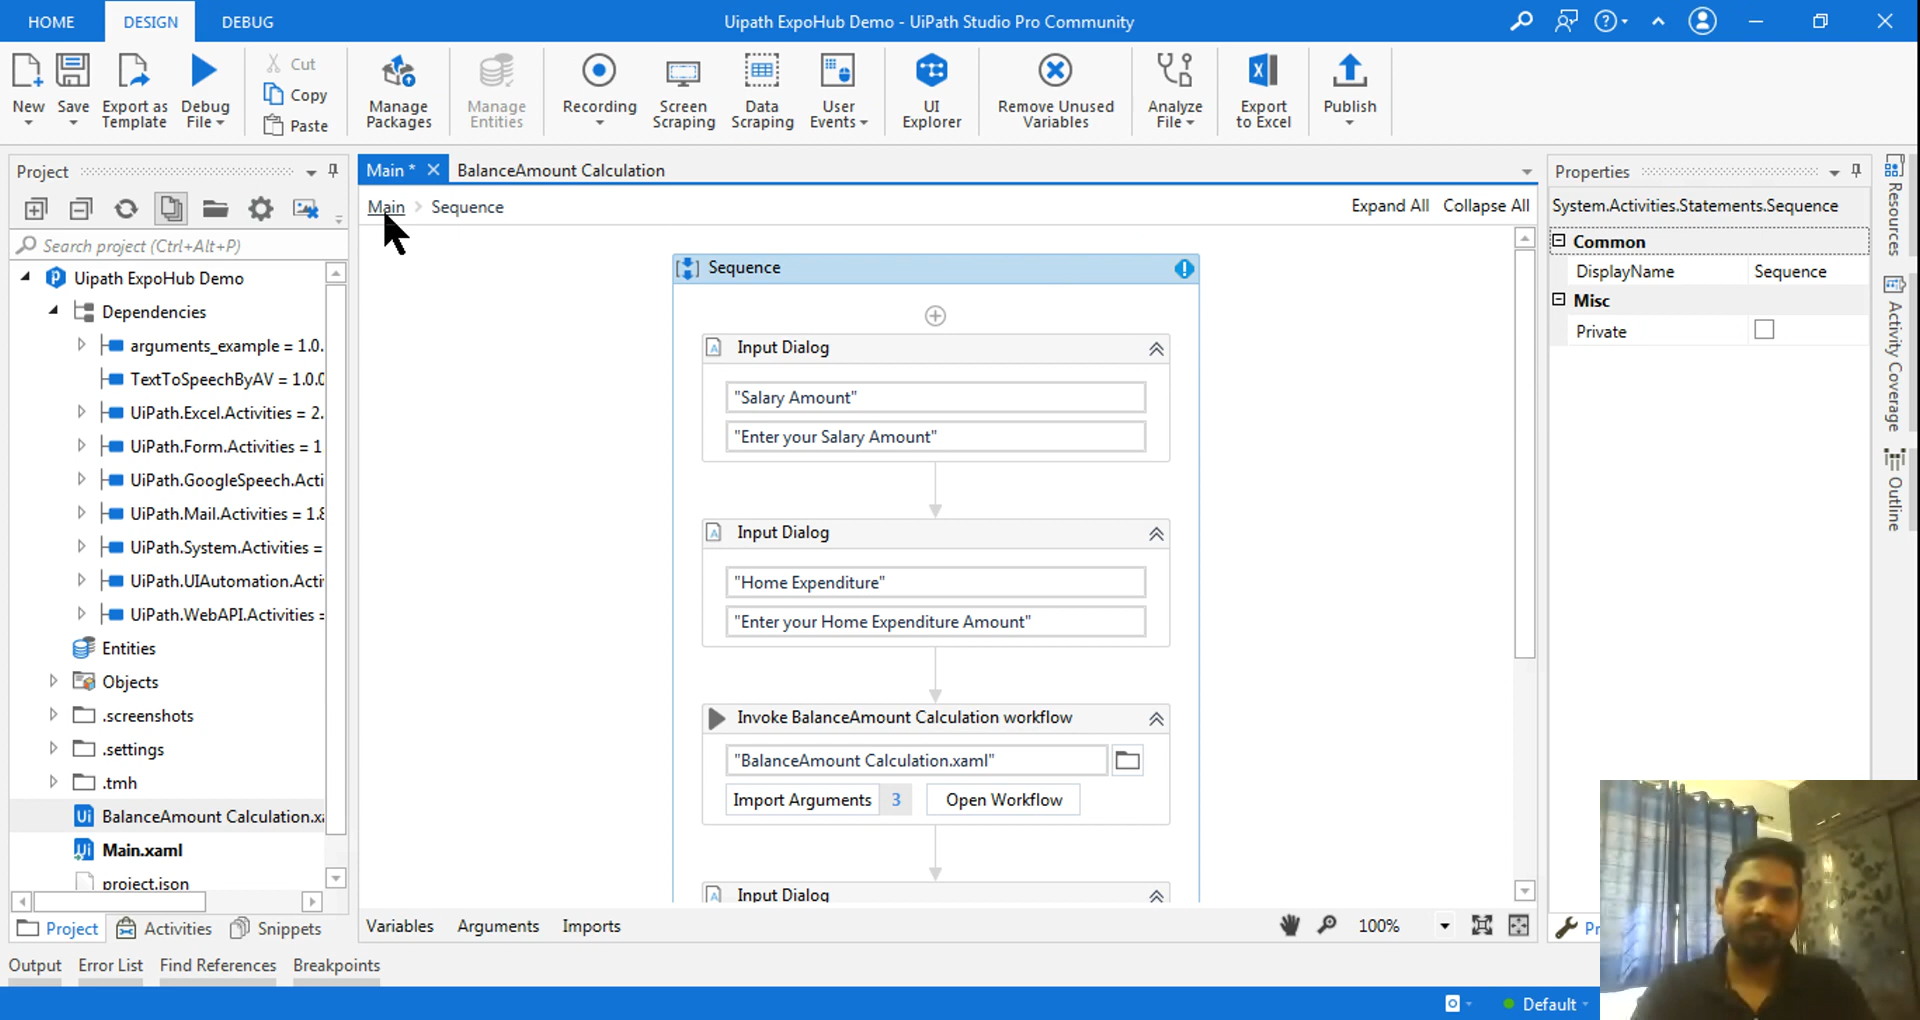 HOME DESIGN DEBUG
Uipath ExpoHub Demo - UiPath Studio Pro Community
New
Save
Export as
Template
Debug
File
Cut
Copy
Paste
Manage
Packages
Manage
Entities
Recording
Screen
Scraping
Data
Scraping
User
Events
UI
Explorer
Remove Unused
Variables
Analyze
File
Export
to Excel
Publish
Project
Search project (Ctrl+Alt+P)
Uipath ExpoHub Demo
Dependencies
arguments_example = 1.0.
TextToSpeechByAV = 1.0.0
UiPath.Excel.Activities = 2.
UiPath.Form.Activities = 1
UiPath.GoogleSpeech.Acti
UiPath.Mail.Activities = 1.8
UiPath.System.Activities =
UiPath.UIAutomation.Acti
UiPath.WebAPI.Activities =
Entities
Objects
.screenshots
.settings
.tmh
BalanceAmount Calculation.xa
Main.xaml
project.json
Project
Activities
Snippets
Main *
BalanceAmount Calculation
Main > Sequence
Expand All Collapse All
Sequence
Input Dialog
"Salary Amount"
"Enter your Salary Amount"
Input Dialog
"Home Expenditure"
"Enter your Home Expenditure Amount"
Invoke BalanceAmount Calculation workflow
"BalanceAmount Calculation.xaml"
Import Arguments 3
Open Workflow
Input Dialog
Variables Arguments Imports
100%
Properties
System.Activities.Statements.Sequence
Common
DisplayName Sequence
Misc
Private
Pr
Resources
Activity Coverage
Outline
Output Error List Find References Breakpoints
Default